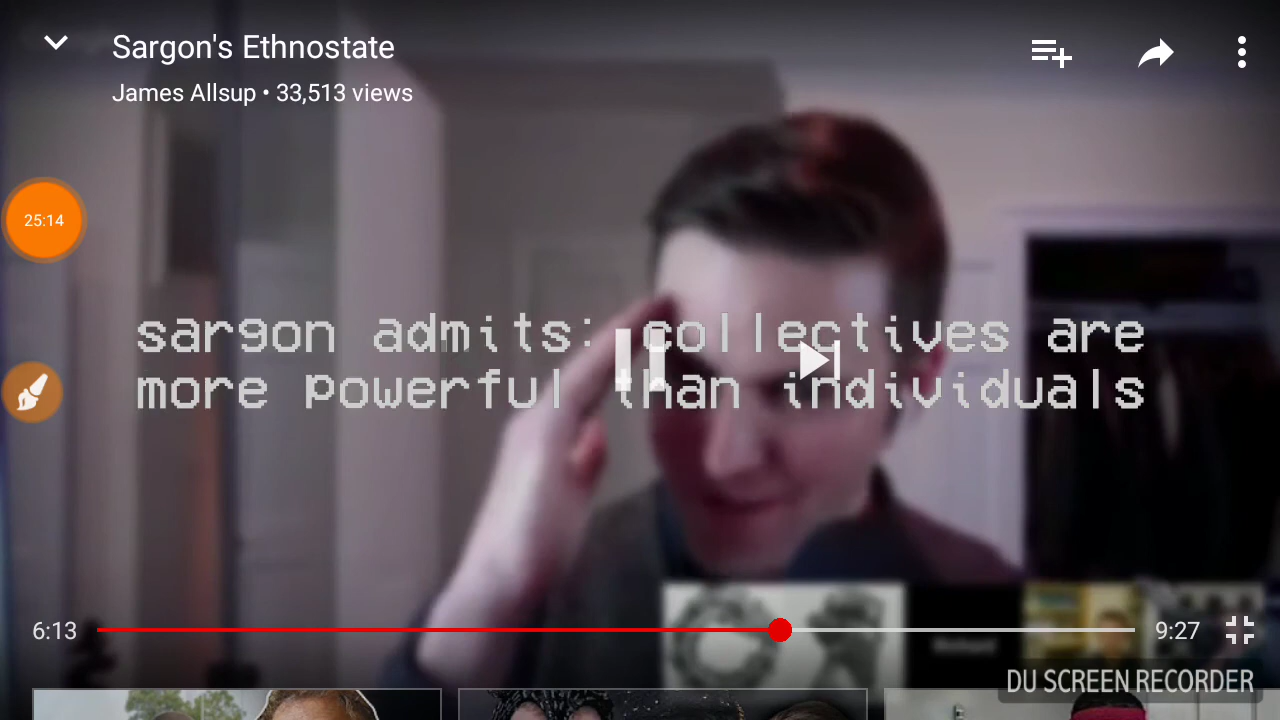 Sargon's Ethnostate
James Allsup • 33,513 views
25:14
sargon admits: collectives are
more powerful than individuals
6:13
9:27
DU SCREEN RECORDER